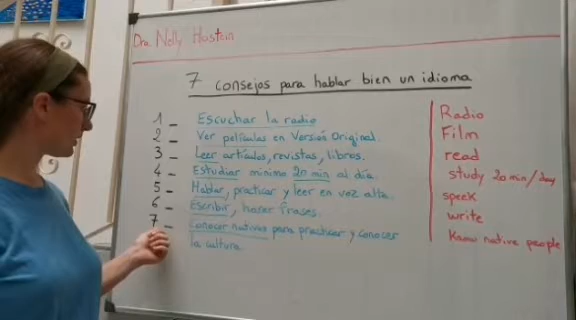 Dra. Nelly Haustein
7 consejos para hablar bien un idioma
1 - Escuchar la radio
2 - Ver películas en Versión Original.
3 - Leer artículos, revistas, libros.
4 - Estudiar mínimo 20 min al día.
5 - Hablar, practicar y leer en voz alta.
6 - Escribir, hacer frases.
7 - Conocer nativos para practicar y conocer
la cultura.
Radio
Film
read
study 20 min/day
speek
write
Know native people